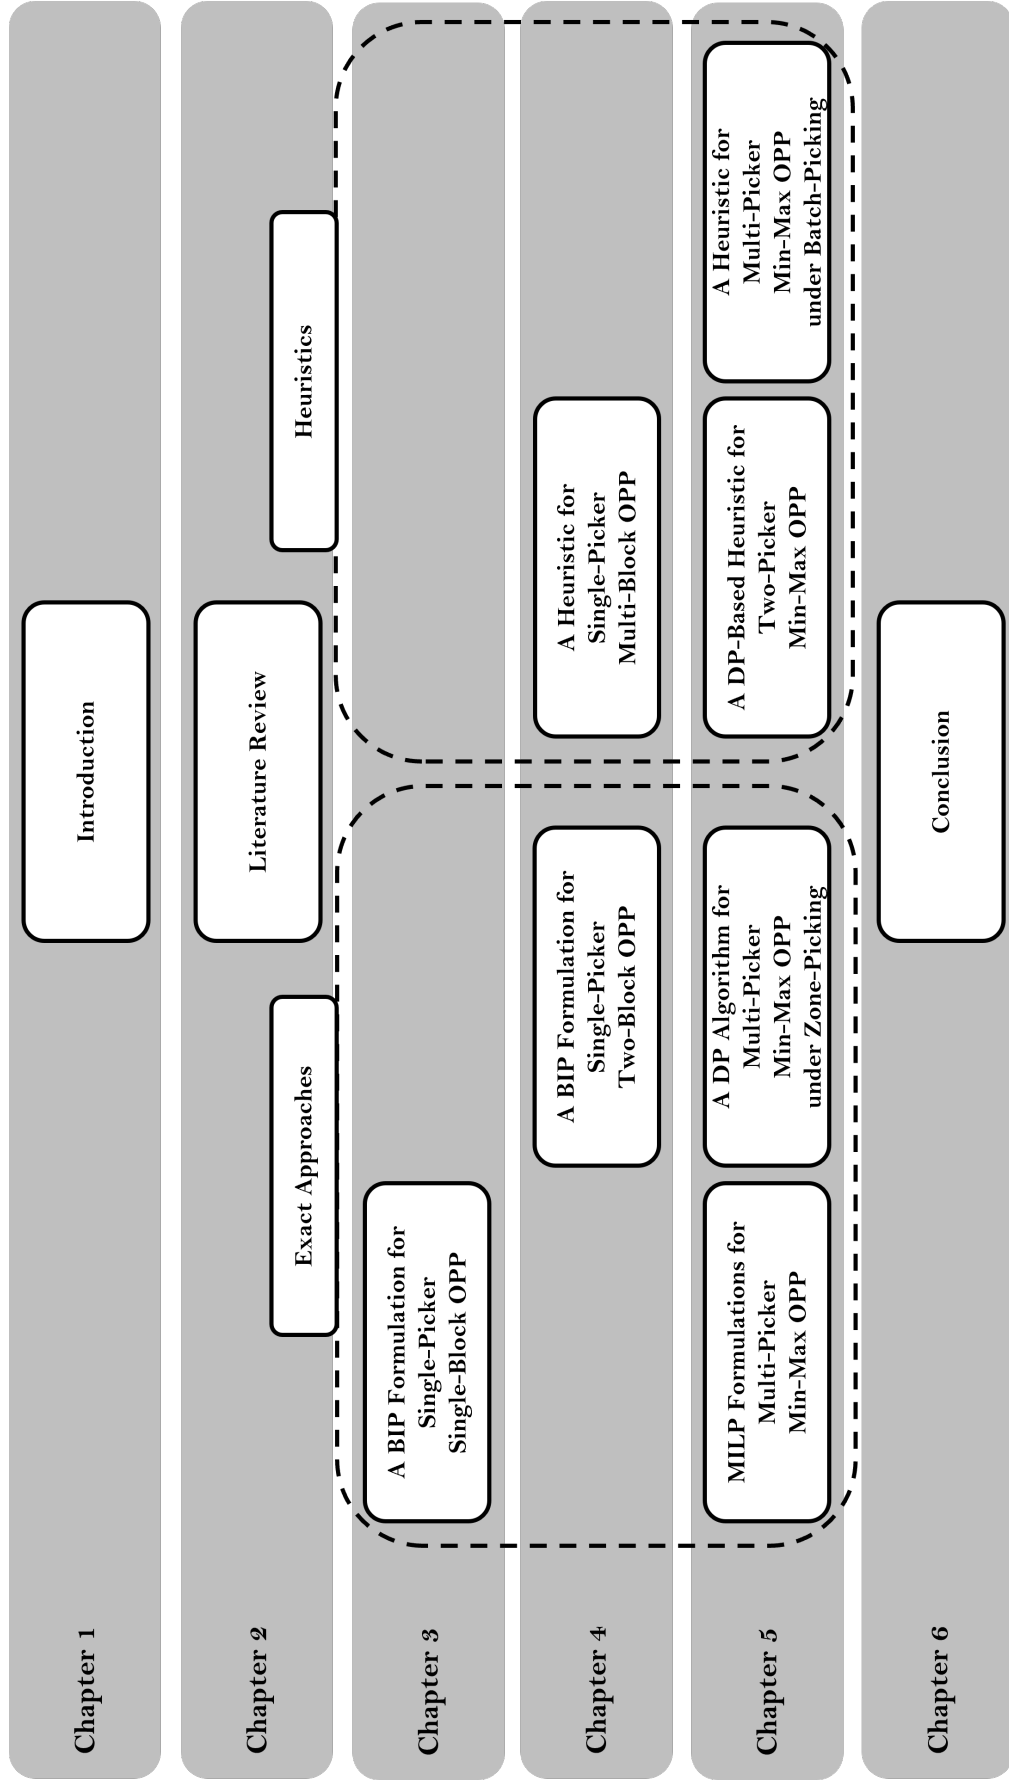 Chapter 1
Introduction
Chapter 2
Literature Review
Exact Approaches
Heuristics
Chapter 3
A BIP Formulation for
Single-Picker
Single-Block OPP
Chapter 4
A BIP Formulation for
Single-Picker
Two-Block OPP
A Heuristic for
Single-Picker
Multi-Block OPP
Chapter 5
MILP Formulations for
Multi-Picker
Min-Max OPP
A DP Algorithm for
Multi-Picker
Min-Max OPP
under Zone-Picking
A DP-Based Heuristic for
Two-Picker
Min-Max OPP
A Heuristic for
Multi-Picker
Min-Max OPP
under Batch-Picking
Chapter 6
Conclusion